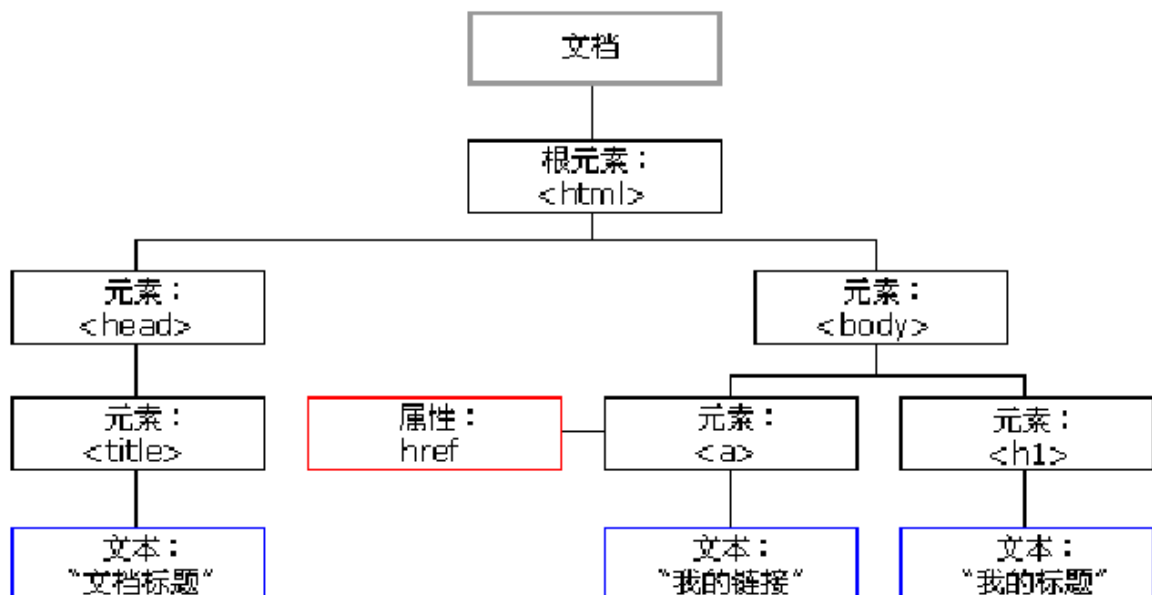 文档
根元素：
<html>
元素：
<head>
元素：
<body>
元素：
<title>
属性：
href
元素：
<a>
元素：
<h1>
文本：
"文档标题"
文本：
"我的链接"
文本：
"我的标题"